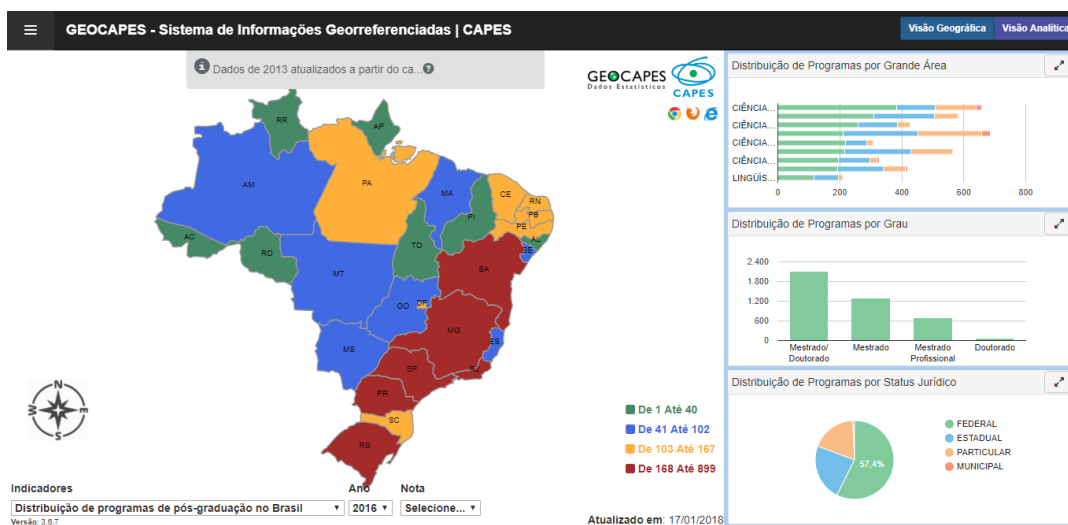 GEOCAPES - Sistema de Informações Georreferenciadas | CAPES
Visão Geográfica
Visão Analítica
Dados de 2013 atualizados a partir do ca...
GEOCAPES
Dados Estatísticos
CAPES
RR
AP
AM
PA
MA
CE
RN
PB
PE
PI
AL
SE
AC
RO
TO
BA
MT
GO
DF
MG
ES
MS
SP
RJ
PR
SC
RS
N
W
E
S
De 1 Até 40
De 41 Até 102
De 103 Até 167
De 168 Até 899
Indicadores
Ano
Nota
Distribuição de programas de pós-graduação no Brasil
2016
Selecione...
Versão: 3.6.7
Atualizado em: 17/01/2018
Distribuição de Programas por Grande Área
CIÊNCIA...
CIÊNCIA...
CIÊNCIA...
CIÊNCIA...
LINGÜÍS...
0 200 400 600 800
Distribuição de Programas por Grau
2.400
1.800
1.200
600
0
Mestrado/
Doutorado
Mestrado
Mestrado
Profissional
Doutorado
Distribuição de Programas por Status Jurídico
57,4%
FEDERAL
ESTADUAL
PARTICULAR
MUNICIPAL